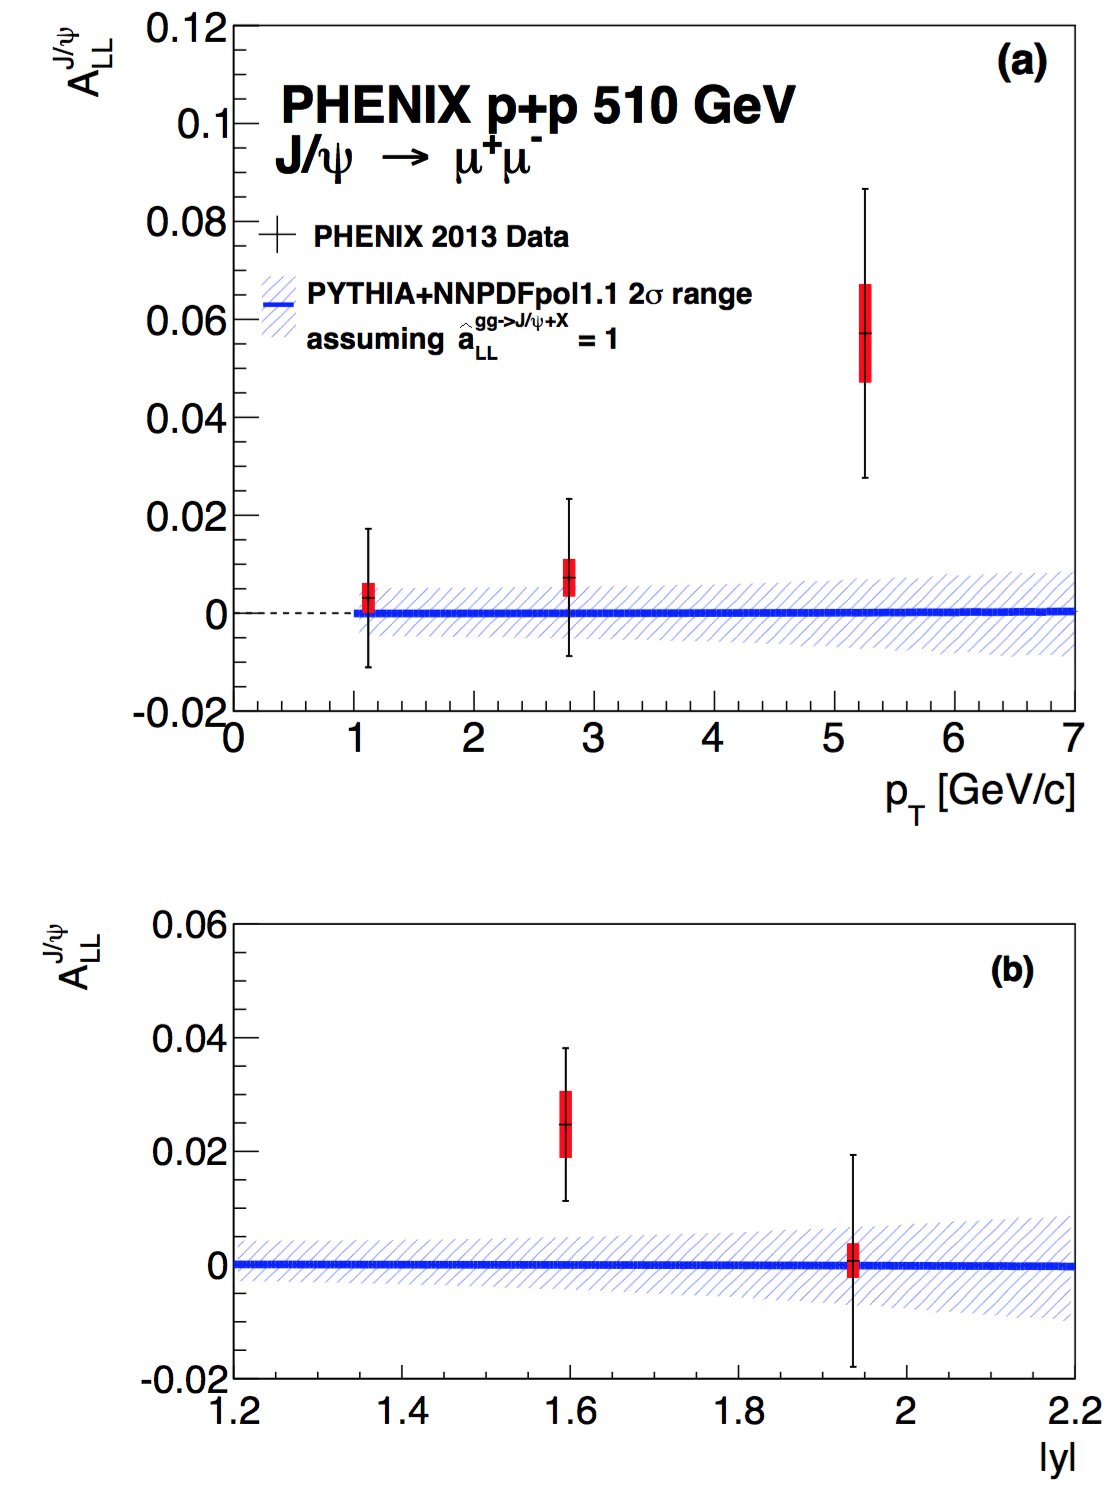 A_LL^J/ψ
(a)
PHENIX p+p 510 GeV
J/ψ → μ⁺μ⁻
PHENIX 2013 Data
PYTHIA+NNPDFpol1.1 2σ range
assuming â_LL^gg->J/ψ+X = 1
0.12
0.1
0.08
0.06
0.04
0.02
0
-0.02
0 1 2 3 4 5 6 7
p_T [GeV/c]
A_LL^J/ψ
(b)
0.06
0.04
0.02
0
-0.02
1.2 1.4 1.6 1.8 2 2.2
|y|